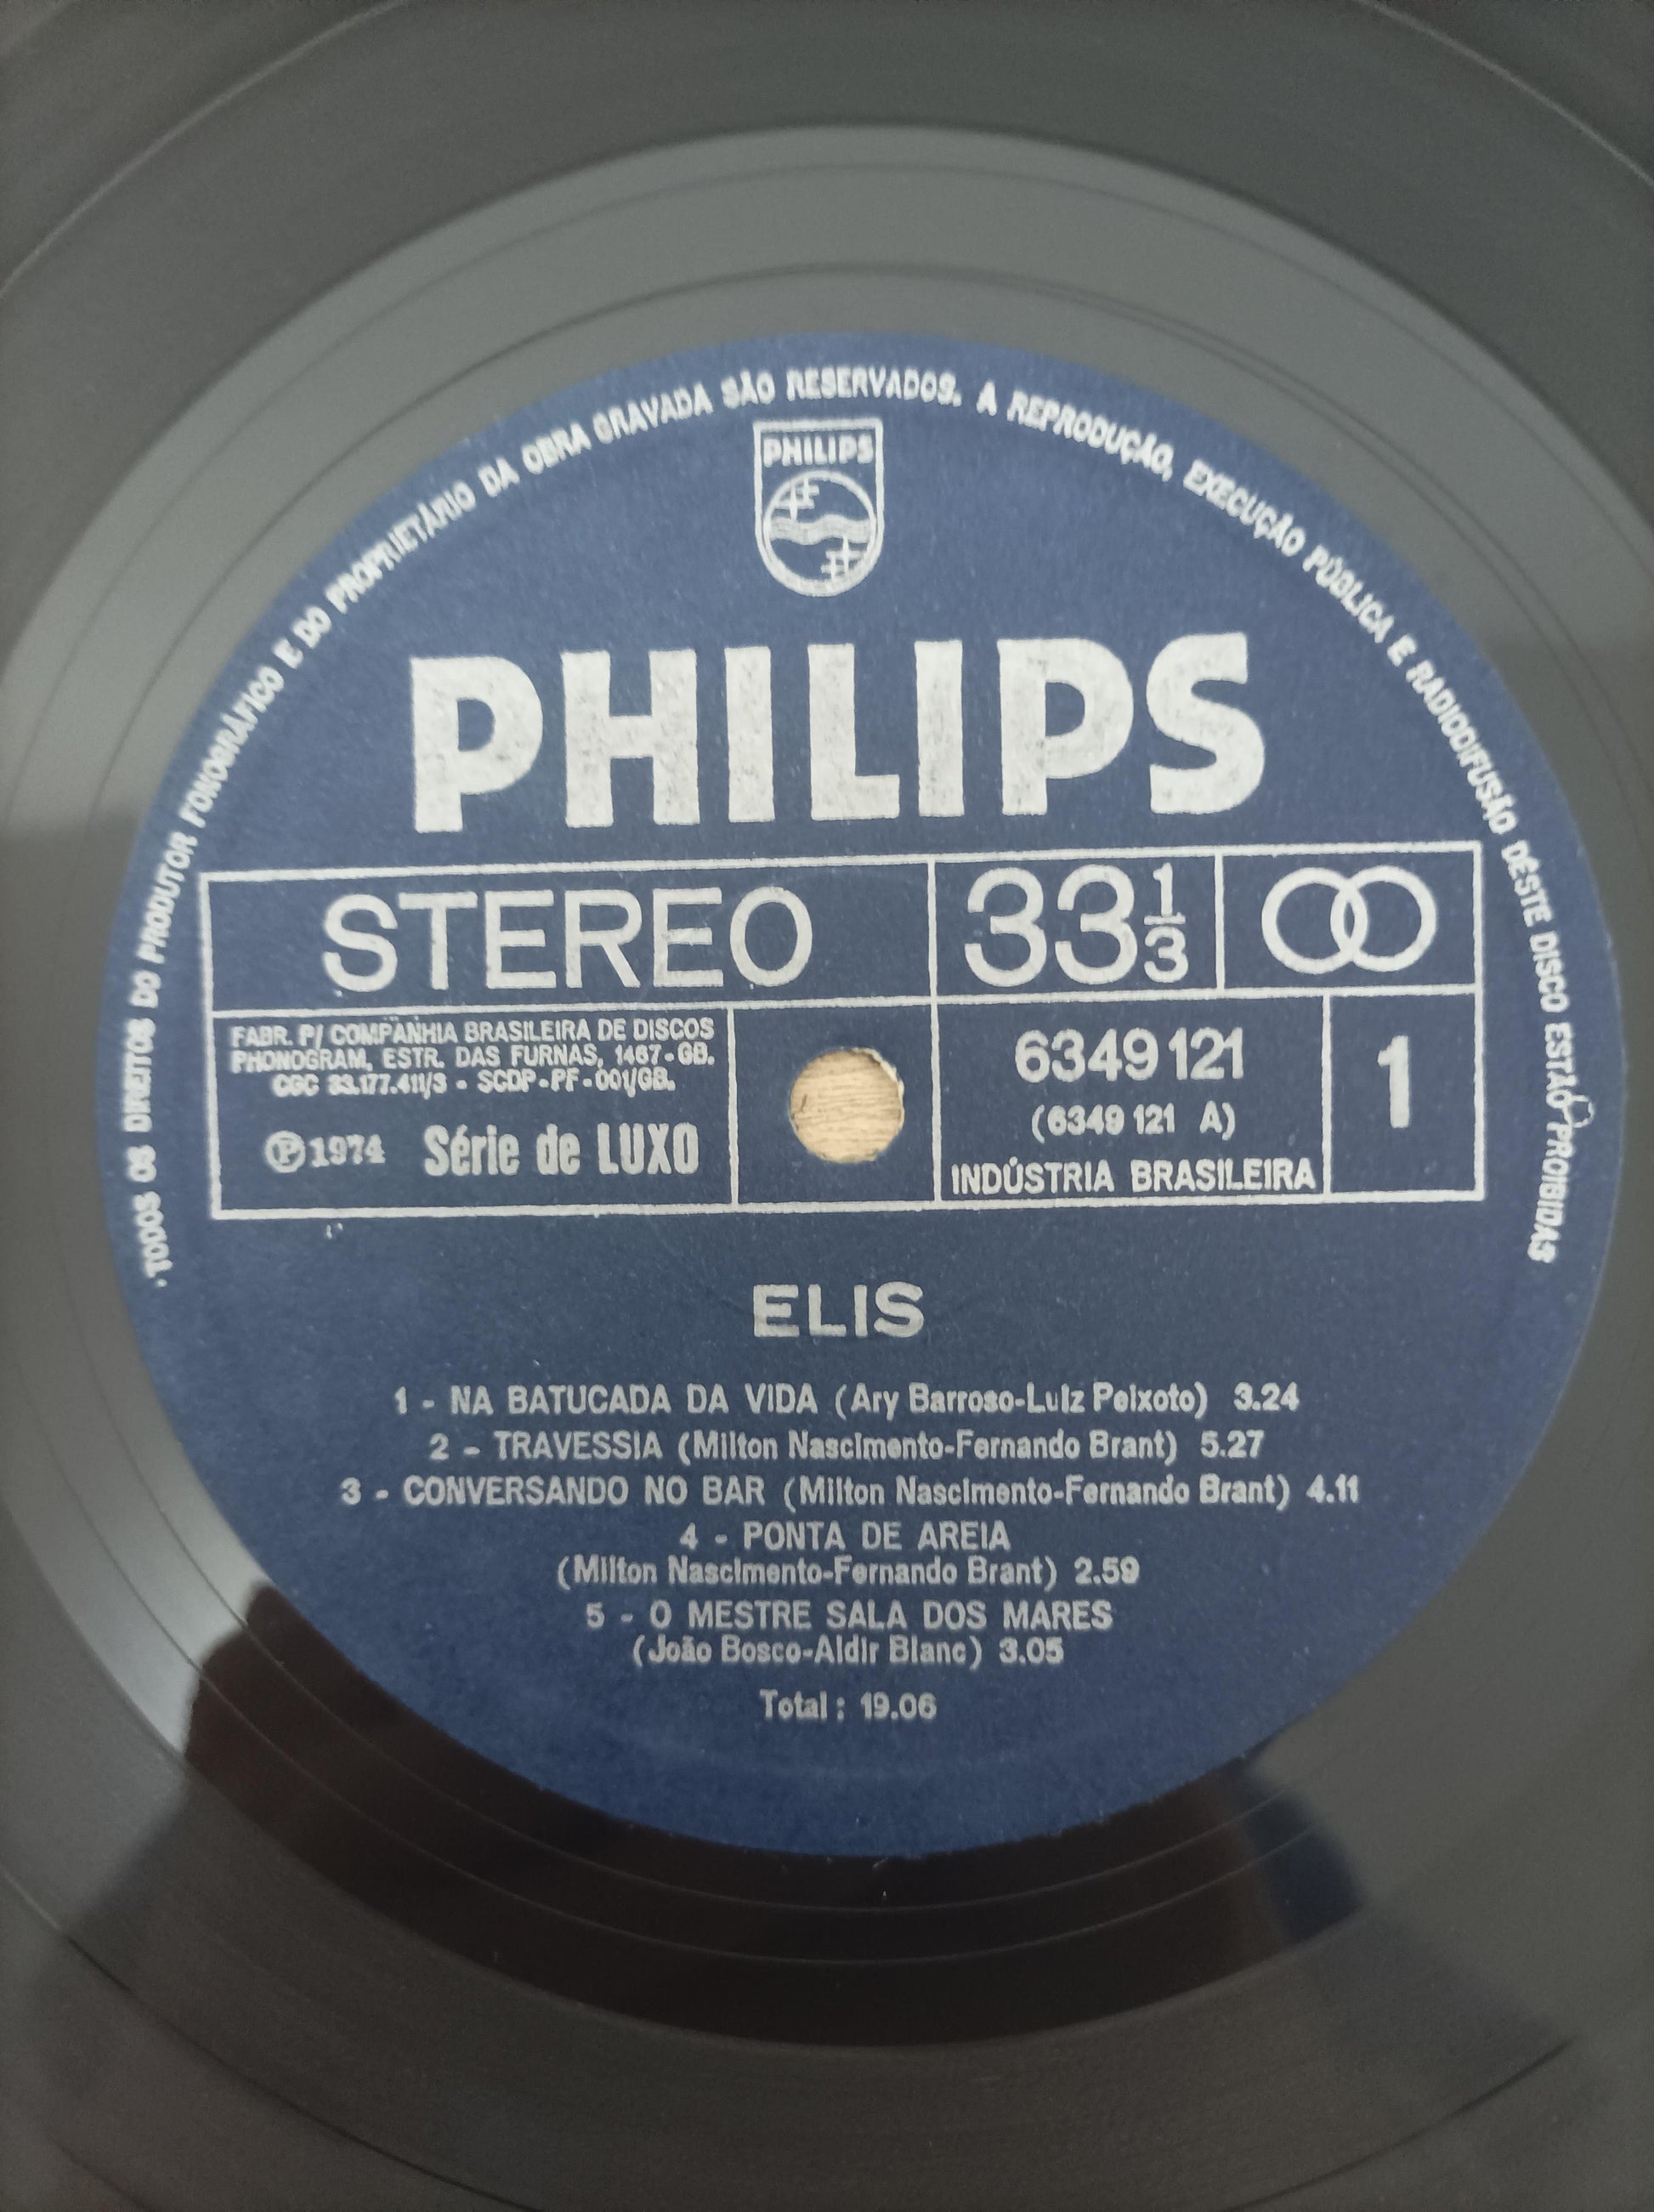 ·TODOS OS DIREITOS DO PRODUTOR FONOGRÁFICO E DO PROPRIETÁRIO DA OBRA GRAVADA SÃO RESERVADOS. A REPRODUÇÃO, EXECUÇÃO PÚBLICA E RADIODIFUSÃO DÊSTE DISCO ESTÃO PROIBIDAS
PHILIPS
PHILIPS
STEREO 33 1/3
FABR. P/ COMPANHIA BRASILEIRA DE DISCOS
PHONOGRAM, ESTR. DAS FURNAS, 1467-GB.
CGC 33.177.411/3 - SCDP-PF-001/GB.
℗ 1974 Série de LUXO
6349 121
(6349 121 A)
INDÚSTRIA BRASILEIRA
1
ELIS
1 - NA BATUCADA DA VIDA (Ary Barroso-Luiz Peixoto) 3.24
2 - TRAVESSIA (Milton Nascimento-Fernando Brant) 5.27
3 - CONVERSANDO NO BAR (Milton Nascimento-Fernando Brant) 4.11
4 - PONTA DE AREIA
(Milton Nascimento-Fernando Brant) 2.59
5 - O MESTRE SALA DOS MARES
(João Bosco-Aldir Blanc) 3.05
Total : 19.06